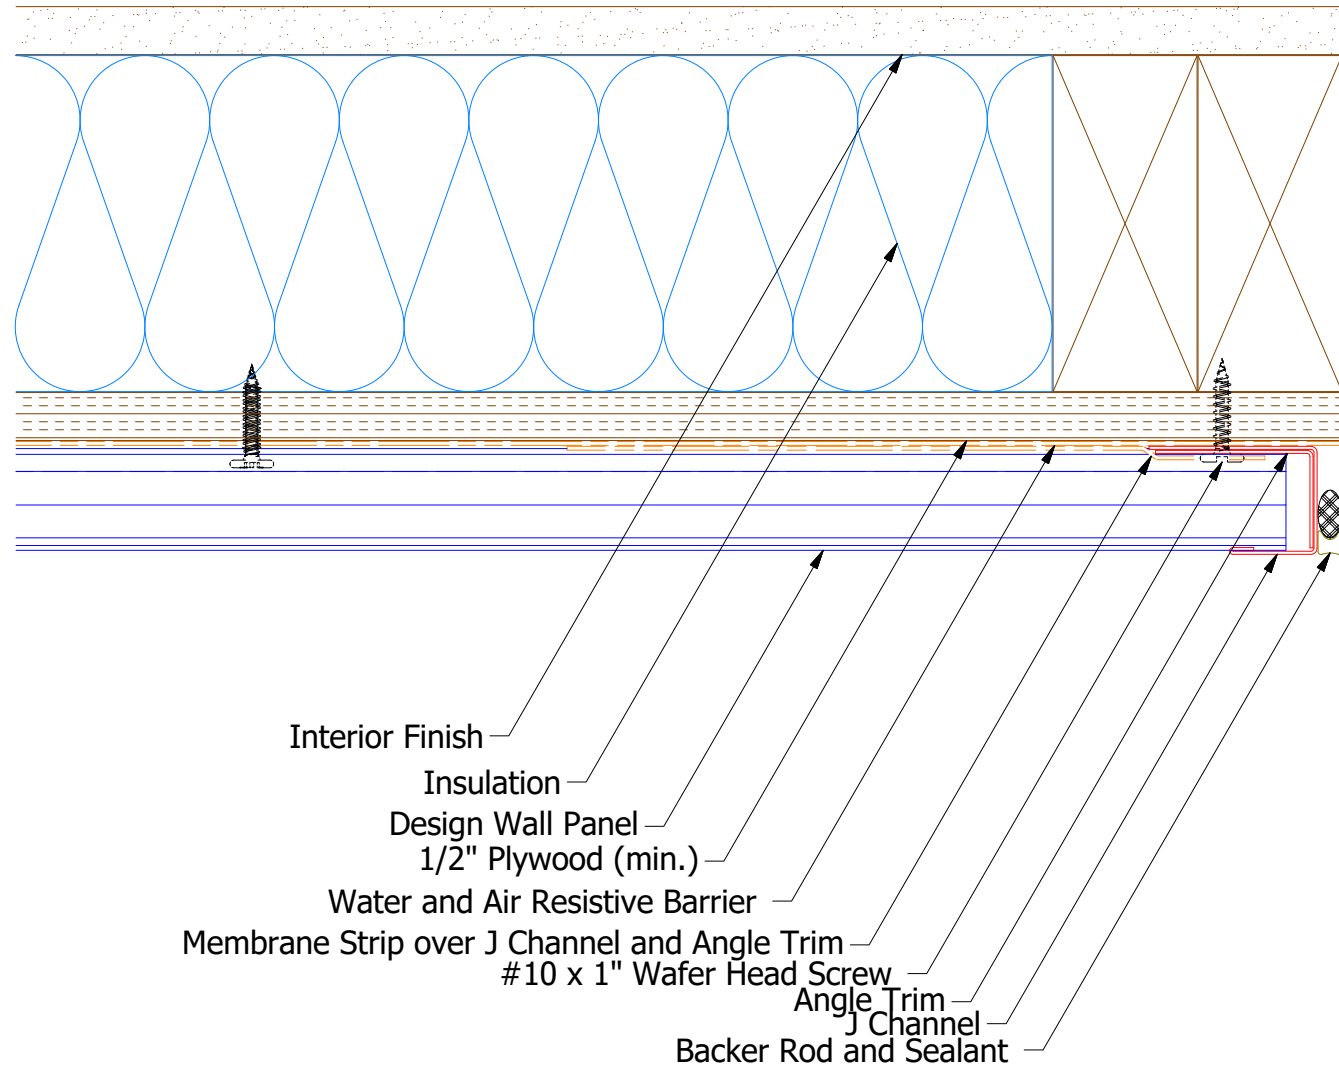 Interior Finish
Insulation
Design Wall Panel
1/2" Plywood (min.)
Water and Air Resistive Barrier
Membrane Strip over J Channel and Angle Trim
#10 x 1" Wafer Head Screw
Angle Trim
J Channel
Backer Rod and Sealant